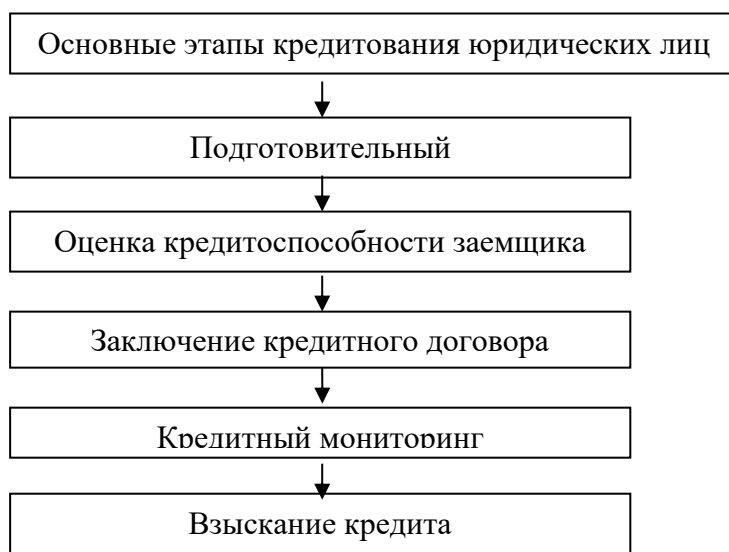 Основные этапы кредитования юридических лиц
Подготовительный
Оценка кредитоспособности заемщика
Заключение кредитного договора
Кредитный мониторинг
Взыскание кредита